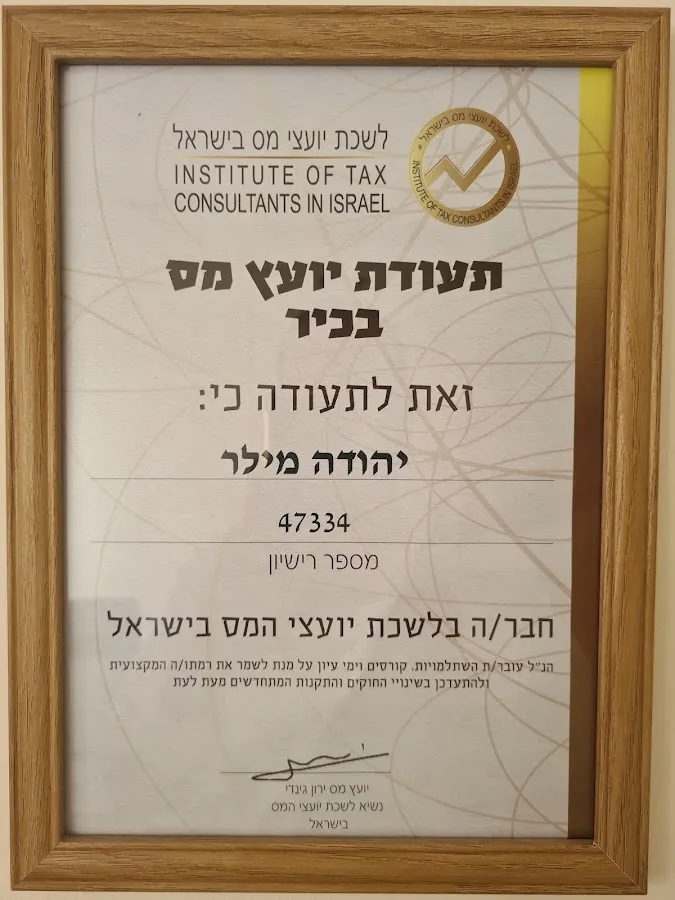 לשכת יועצי מס בישראל
INSTITUTE OF TAX
CONSULTANTS IN ISRAEL
לשכת יועצי מס בישראל
INSTITUTE OF TAX CONSULTANTS IN ISRAEL
תעודת יועץ מס
בכיר
זאת לתעודה כי:
יהודה מילר
47334
מספר רישיון
חבר/ה בלשכת יועצי המס בישראל
הנ״ל עובר/ת השתלמויות, קורסים וימי עיון על מנת לשמר את רמתו/ה המקצועית
ולהתעדכן בשינויי החוקים והתקנות המתחדשים מעת לעת
יועץ מס ירון גינדי
נשיא לשכת יועצי המס
בישראל